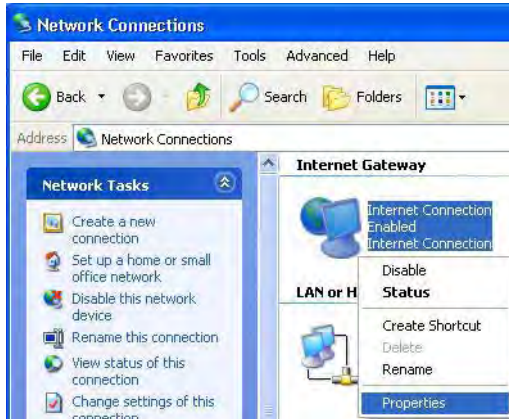 Network Connections
File Edit View Favorites Tools Advanced Help
Back Search Folders
Address Network Connections
Network Tasks
Create a new
connection
Set up a home or small
office network
Disable this network
device
Rename this connection
View status of this
connection
Change settings of this
connection
Internet Gateway
Internet Connection
Enabled
Internet Connection
LAN or H
Disable
Status
Create Shortcut
Delete
Rename
Properties